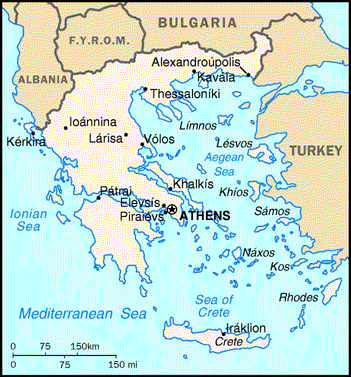 BULGARIA
F.Y.R.O.M.
Alexandroúpolis
Kavála
ALBANIA
Thessaloníki
Ioánnina
Límnos
Kérkira
Lárisa
Vólos
Lésvos
TURKEY
Aegean
Sea
Khalkís
Khíos
Pátrai
Elevsís
Ionian
Sea
Piraiévs
ATHENS
Sámos
Náxos
Kos
Rhodes
Mediterranean Sea
Sea of
Crete
Iráklion
Crete
0 75 150km
0 75 150 mi